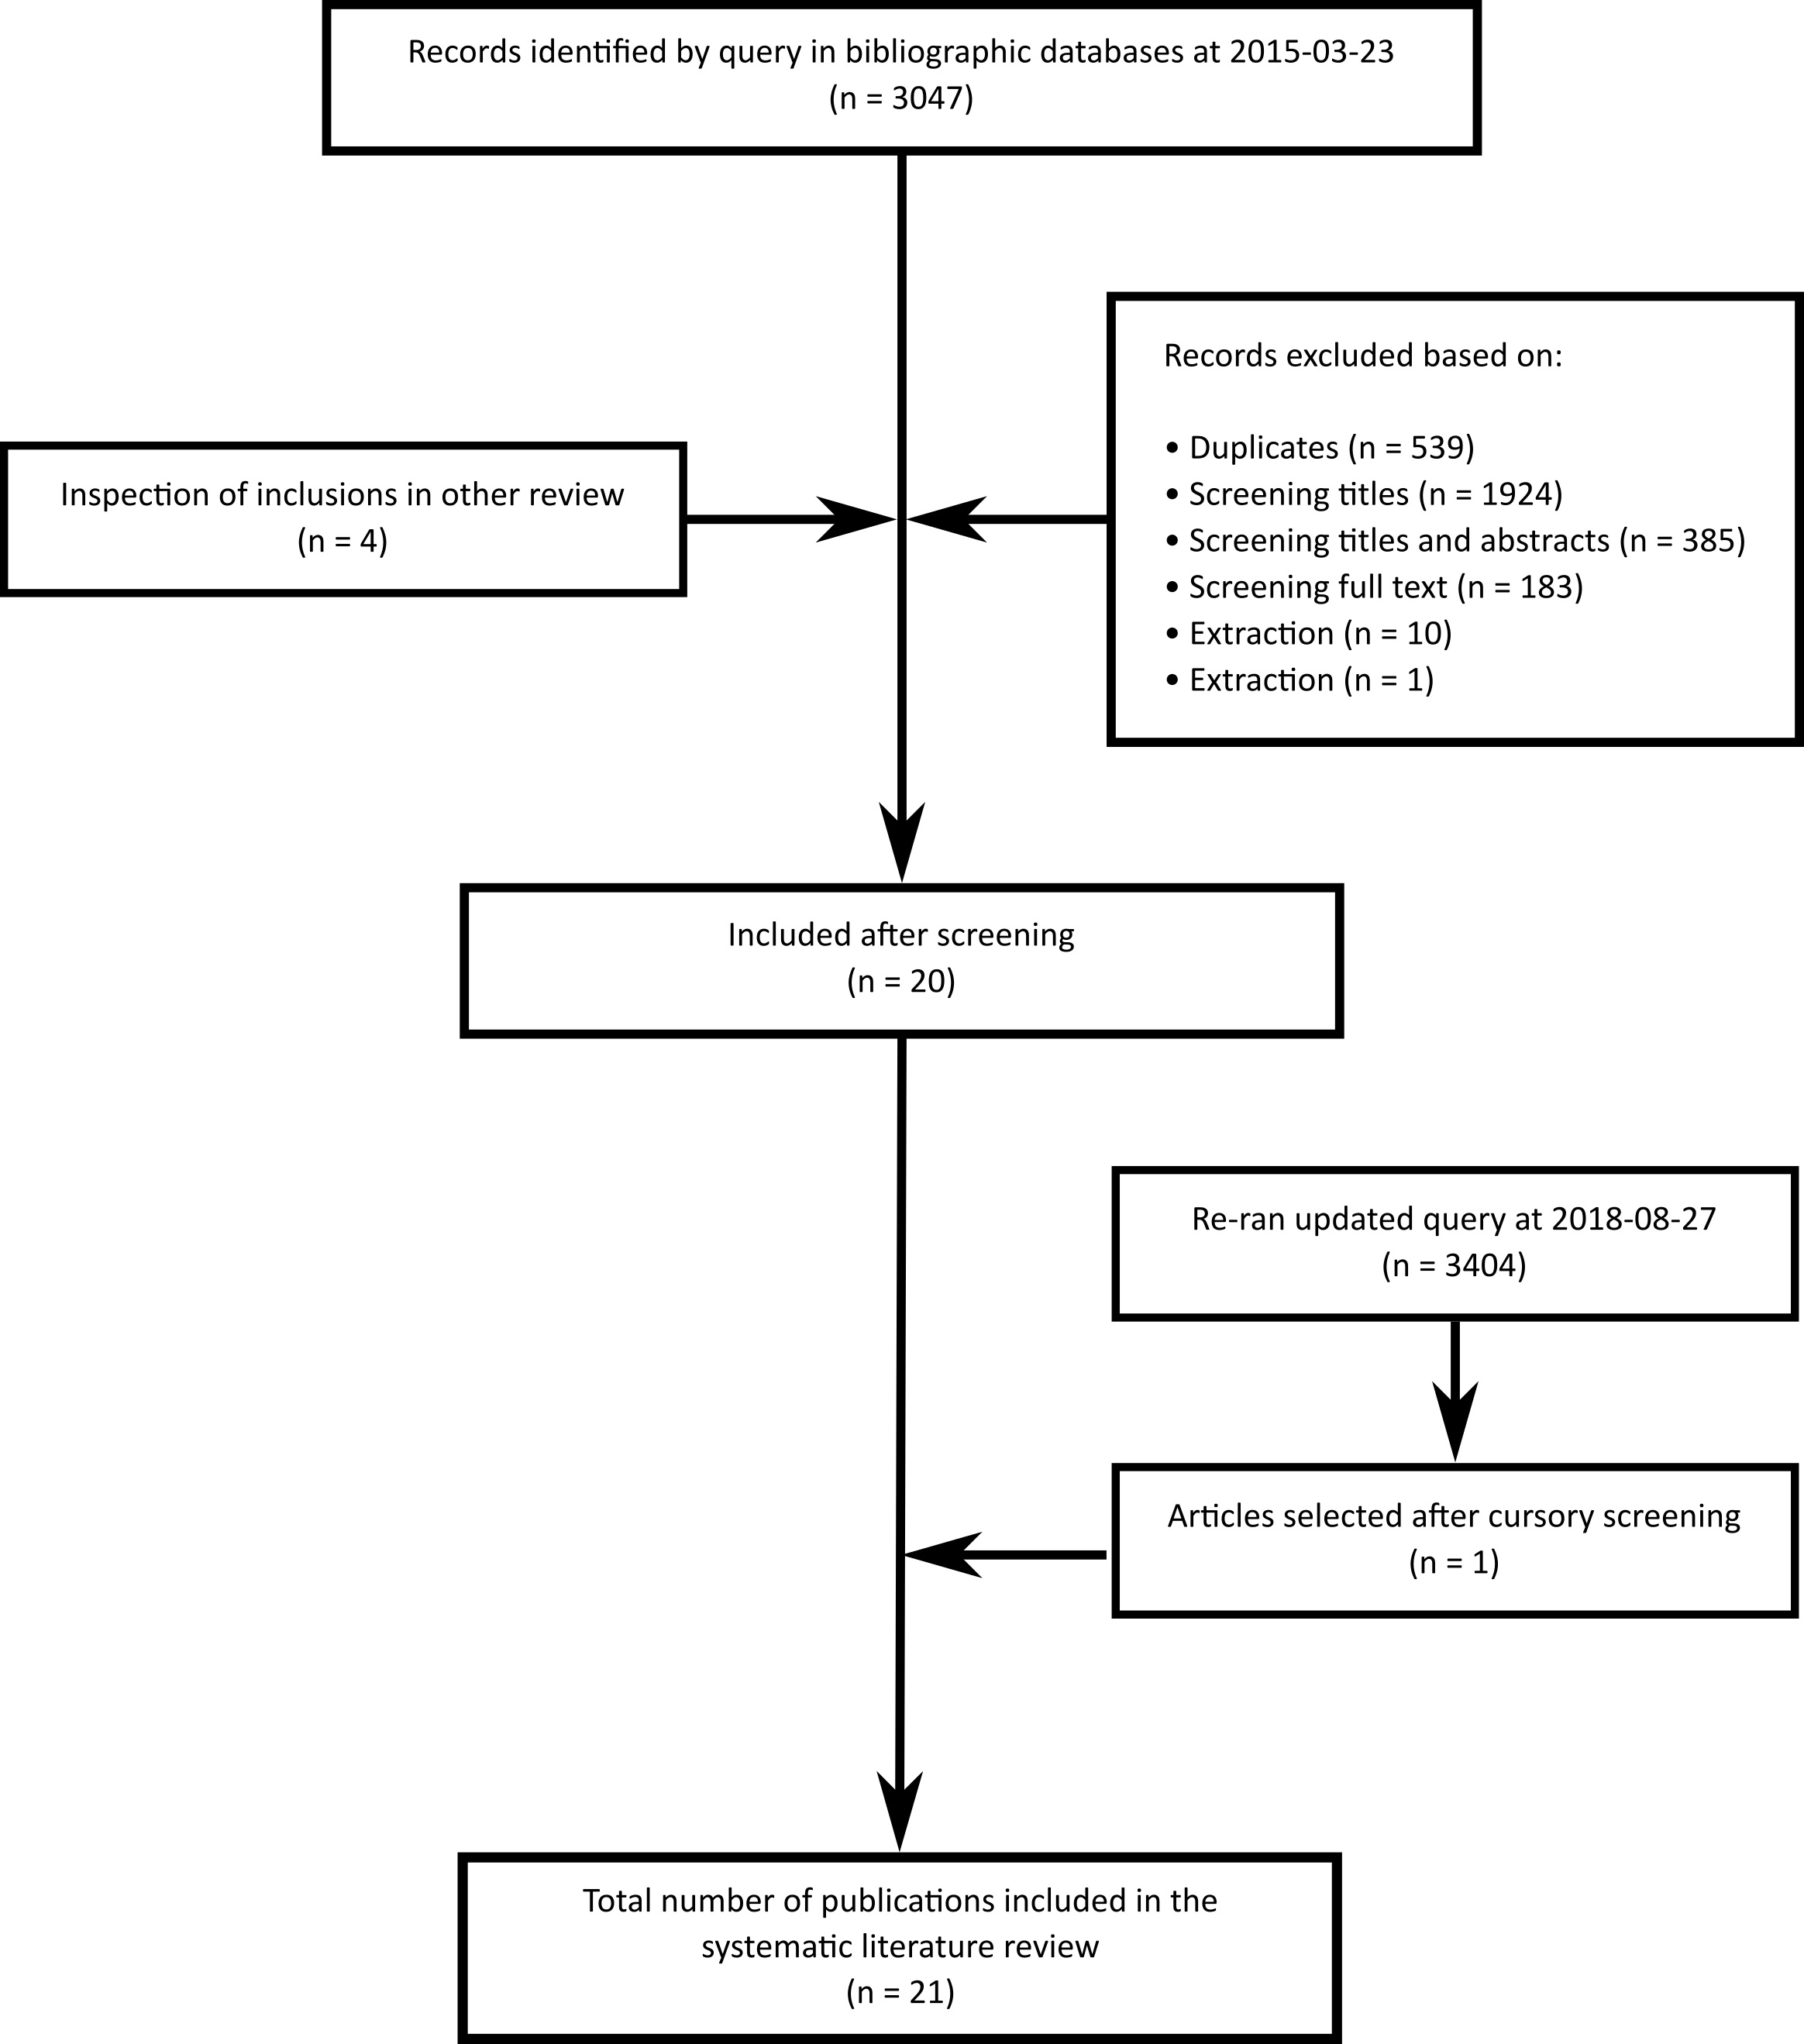 Records identified by query in bibliographic databases at 2015-03-23
(n = 3047)
Records excluded based on:
• Duplicates (n = 539)
• Screening titles (n = 1924)
• Screening titles and abstracts (n = 385)
• Screening full text (n = 183)
• Extraction (n = 10)
• Extraction (n = 1)
Inspection of inclusions in other review
(n = 4)
Included after screening
(n = 20)
Re-ran updated query at 2018-08-27
(n = 3404)
Articles selected after cursory screening
(n = 1)
Total number of publications included in the
systematic literature review
(n = 21)